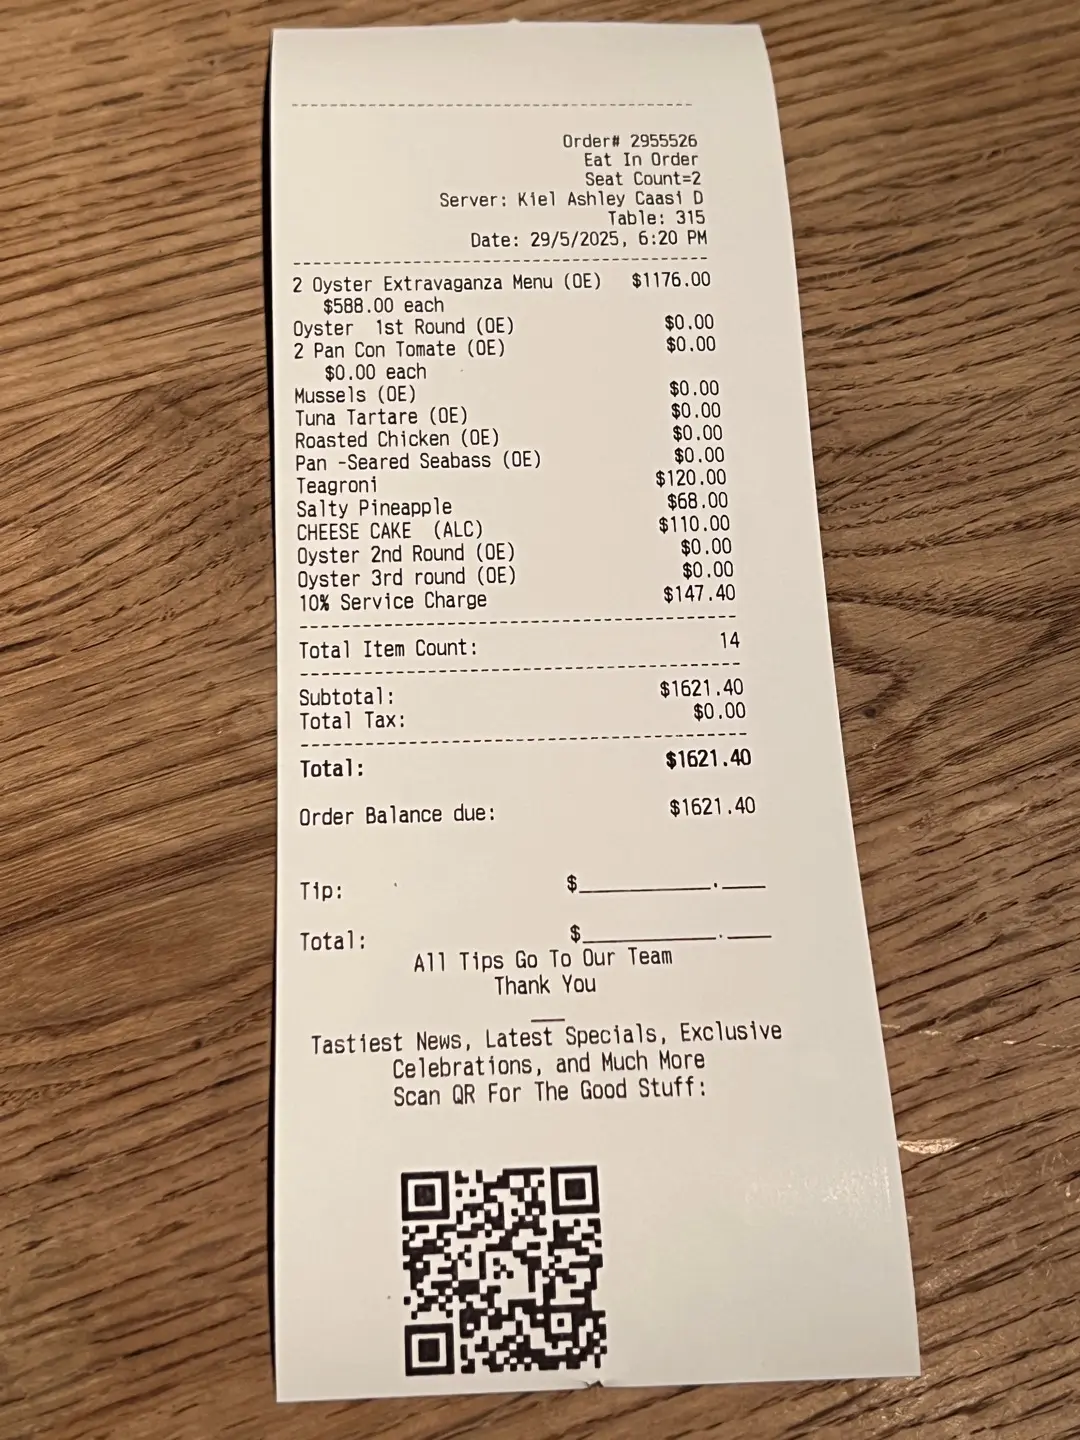 Order# 2955526
Eat In Order
Seat Count=2
Server: Kiel Ashley Caasi D
Table: 315
Date: 29/5/2025, 6:20 PM
2 Oyster Extravaganza Menu (OE) $1176.00
$588.00 each
Oyster 1st Round (OE) $0.00
2 Pan Con Tomate (OE) $0.00
$0.00 each
Mussels (OE) $0.00
Tuna Tartare (OE) $0.00
Roasted Chicken (OE) $0.00
Pan -Seared Seabass (OE) $0.00
Teagroni $120.00
Salty Pineapple $68.00
CHEESE CAKE (ALC) $110.00
Oyster 2nd Round (OE) $0.00
Oyster 3rd round (OE) $0.00
10% Service Charge $147.40
Total Item Count: 14
Subtotal: $1621.40
Total Tax: $0.00
Total: $1621.40
Order Balance due: $1621.40
Tip: $_________.___
Total: $_________.___
All Tips Go To Our Team
Thank You
Tastiest News, Latest Specials, Exclusive
Celebrations, and Much More
Scan QR For The Good Stuff: